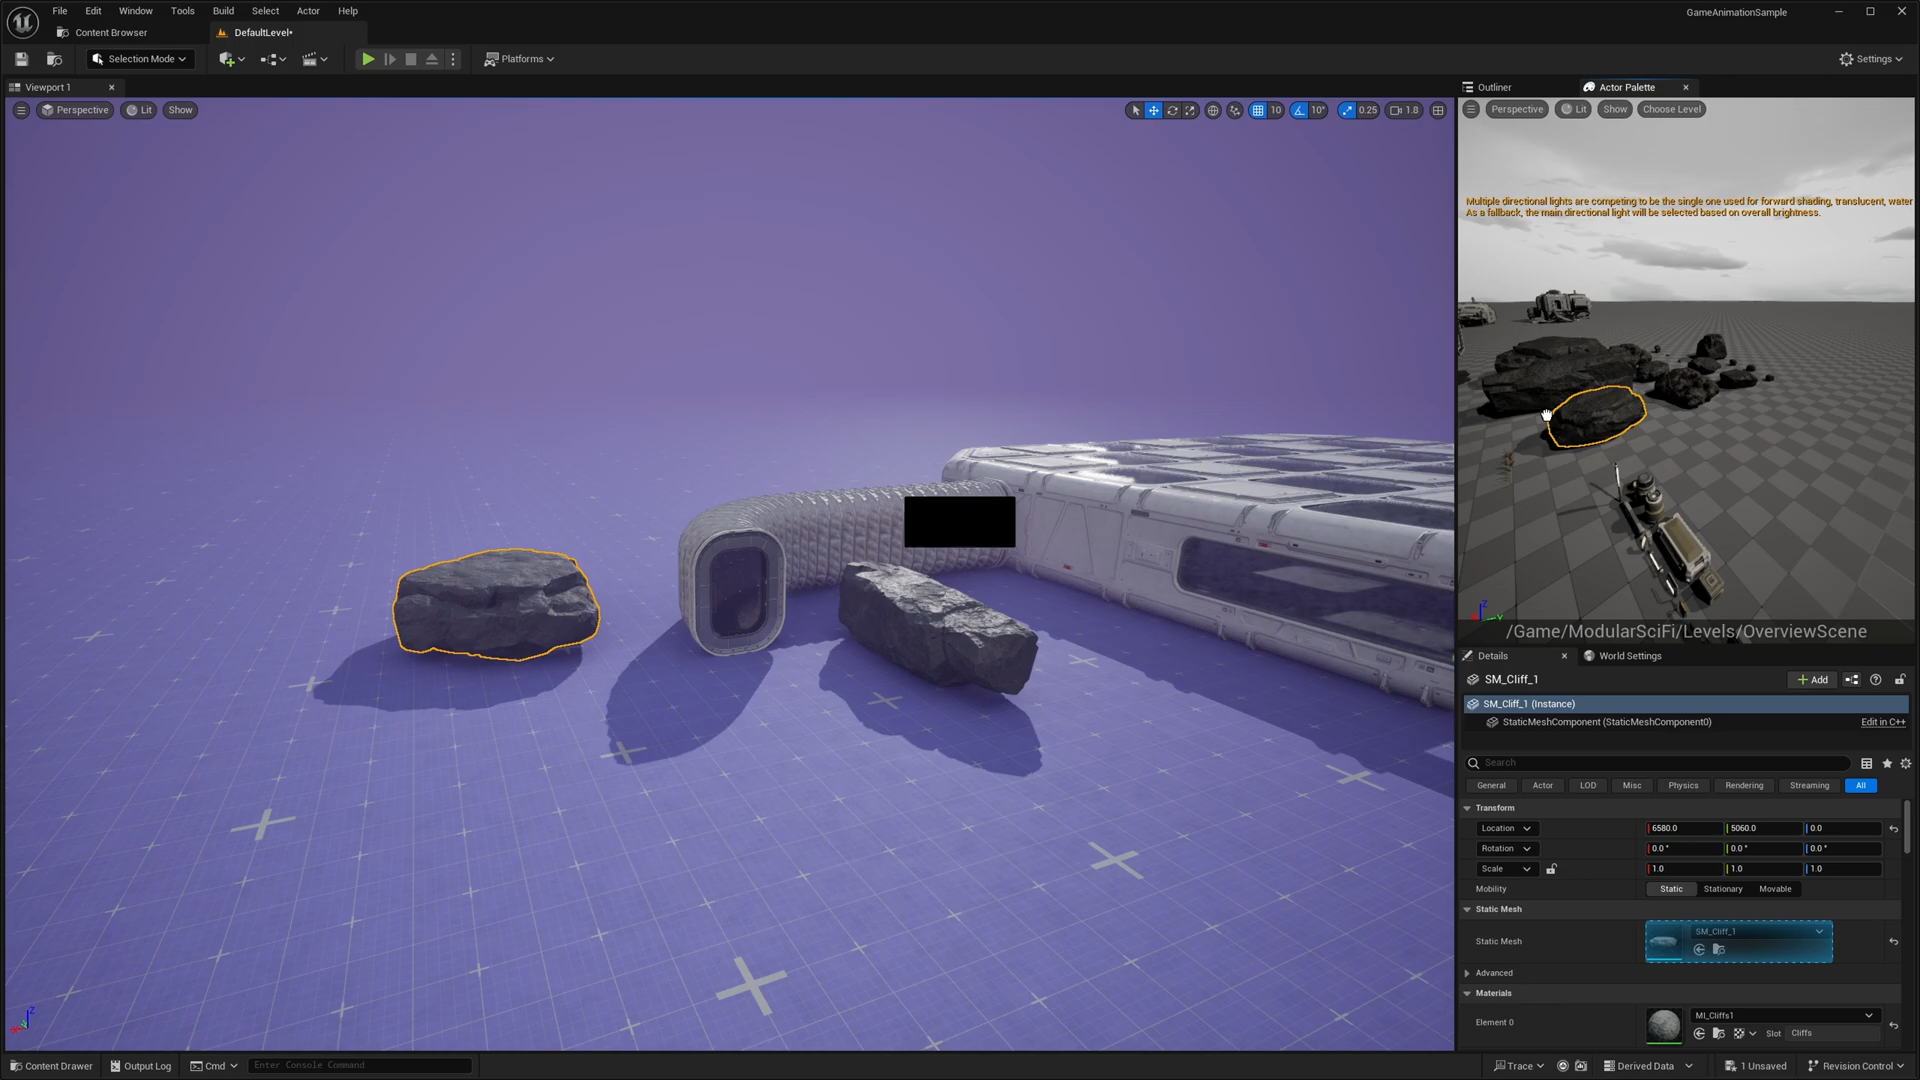 File Edit Window Tools Build Select Actor Help
GameAnimationSample
Content Browser
DefaultLevel*
Selection Mode
Platforms
Settings
Viewport 1
Outliner
Actor Palette
Perspective Lit Show
10
10°
0.25
1.8
Perspective Lit Show Choose Level
Multiple directional lights are competing to be the single one used for forward shading, translucent, water
As a fallback, the main directional light will be selected based on overall brightness.
/Game/ModularSciFi/Levels/OverviewScene
Details
World Settings
SM_Cliff_1
Add
SM_Cliff_1 (Instance)
StaticMeshComponent (StaticMeshComponent0)
Edit in C++
Search
General Actor LOD Misc Physics Rendering Streaming All
Transform
Location 6580.0 5060.0 0.0
Rotation 0.0° 0.0° 0.0°
Scale 1.0 1.0 1.0
Mobility Static Stationary Movable
Static Mesh
Static Mesh SM_Cliff_1
Advanced
Materials
Element 0 MI_Cliffs1
Slot Cliffs
Z
Z
Content Drawer Output Log Cmd Enter Console Command
Trace Derived Data 1 Unsaved Revision Control